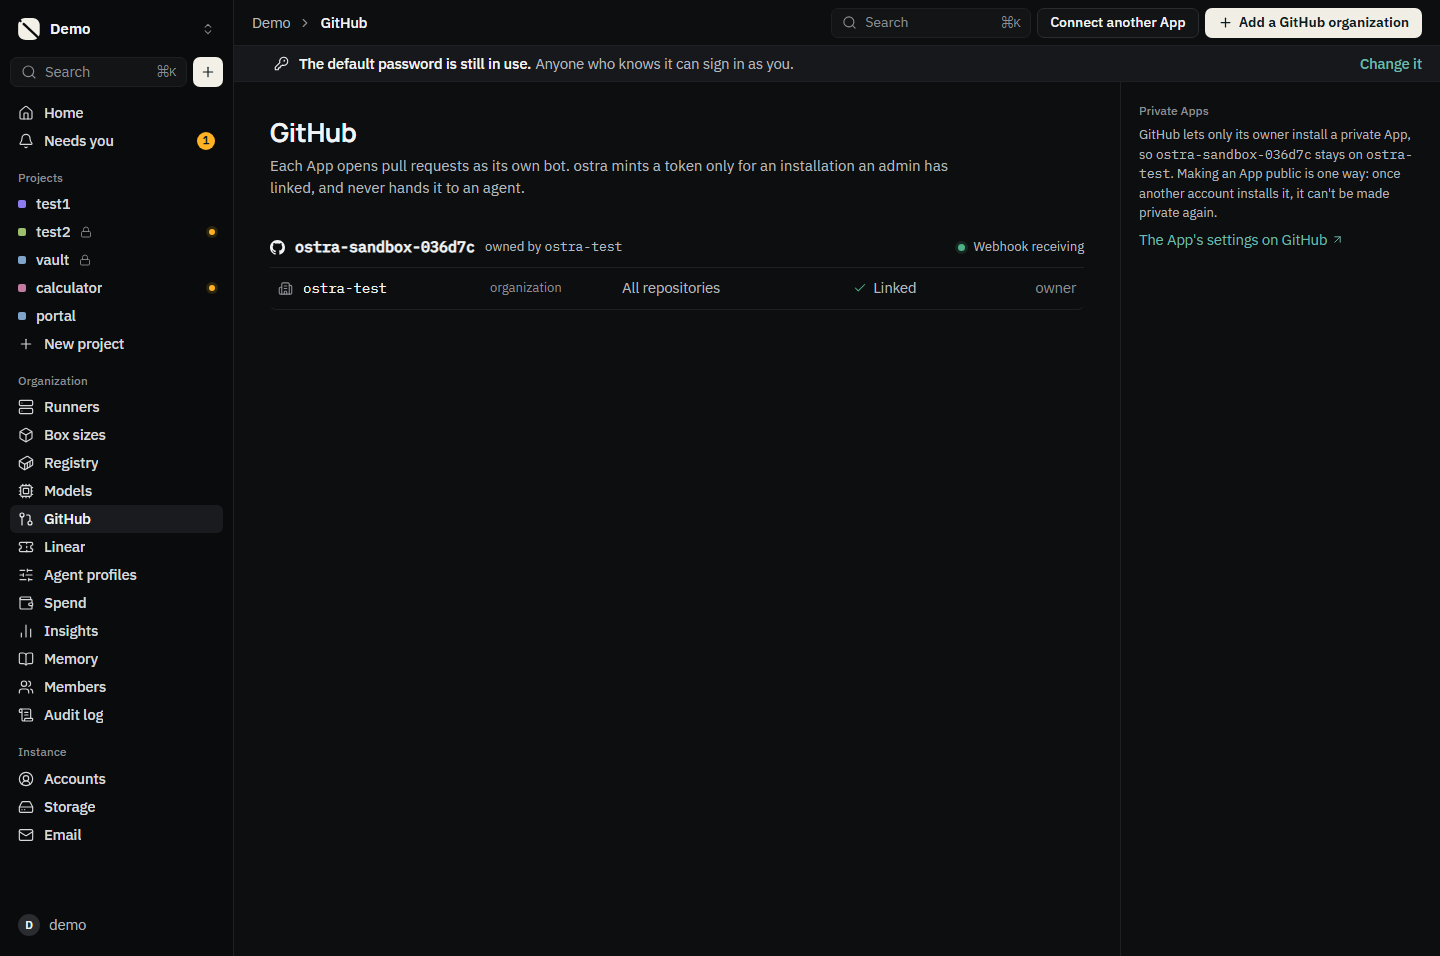 Demo
Search ⌘K
Home
Needs you 1
Projects
test1
test2
vault
calculator
portal
New project
Organization
Runners
Box sizes
Registry
Models
GitHub
Linear
Agent profiles
Spend
Insights
Memory
Members
Audit log
Instance
Accounts
Storage
Email
D demo
Demo > GitHub
Search ⌘K
Connect another App
+ Add a GitHub organization
The default password is still in use. Anyone who knows it can sign in as you.
Change it
GitHub
Each App opens pull requests as its own bot. ostra mints a token only for an installation an admin has
linked, and never hands it to an agent.
ostra-sandbox-036d7c owned by ostra-test Webhook receiving
ostra-test organization All repositories Linked owner
Private Apps
GitHub lets only its owner install a private App,
so ostra-sandbox-036d7c stays on ostra-
test. Making an App public is one way: once
another account installs it, it can't be made
private again.
The App's settings on GitHub